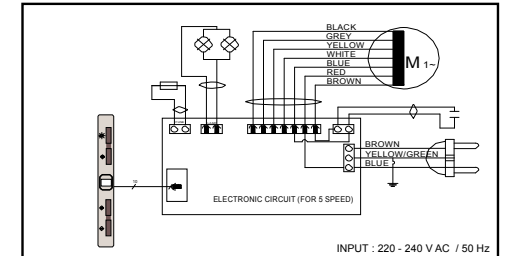 BLACK
GREY
YELLOW
WHITE
BLUE
RED
BROWN
M 1~
BROWN
YELLOW/GREEN
BLUE
10
ELECTRONIC CIRCUIT (FOR 5 SPEED)
INPUT : 220 - 240 V AC / 50 Hz